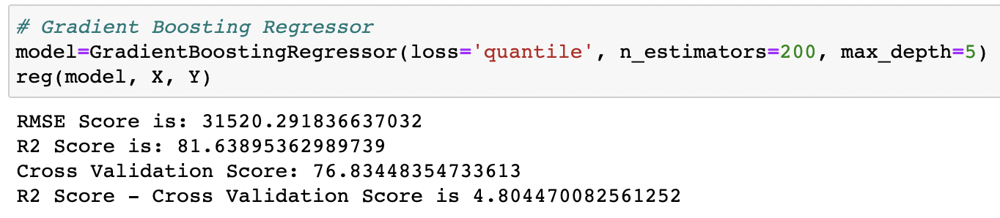 # Gradient Boosting Regressor
model=GradientBoostingRegressor(loss='quantile', n_estimators=200, max_depth=5)
reg(model, X, Y)
RMSE Score is: 31520.291836637032
R2 Score is: 81.63895362989739
Cross Validation Score: 76.83448354733613
R2 Score - Cross Validation Score is 4.804470082561252